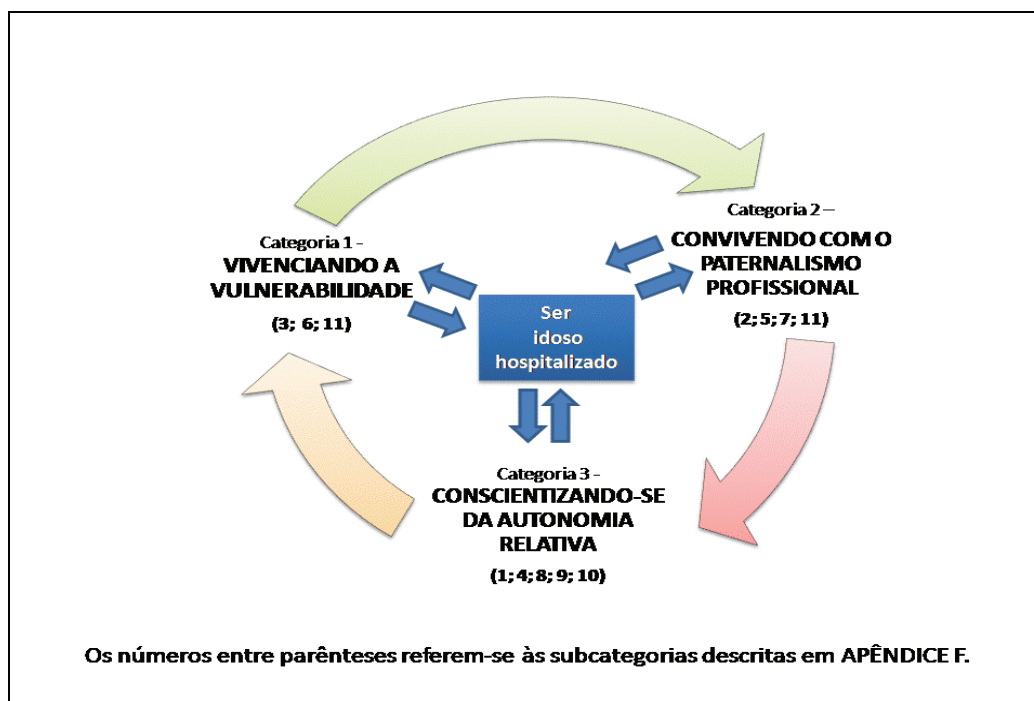 Categoria 1 -
VIVENCIANDO A
VULNERABILIDADE
(3; 6; 11)
Categoria 2 –
CONVIVENDO COM O
PATERNALISMO
PROFISSIONAL
(2; 5; 7; 11)
Ser
idoso
hospitalizado
Categoria 3 -
CONSCIENTIZANDO-SE
DA AUTONOMIA
RELATIVA
(1; 4; 8; 9; 10)
Os números entre parênteses referem-se às subcategorias descritas em APÊNDICE F.